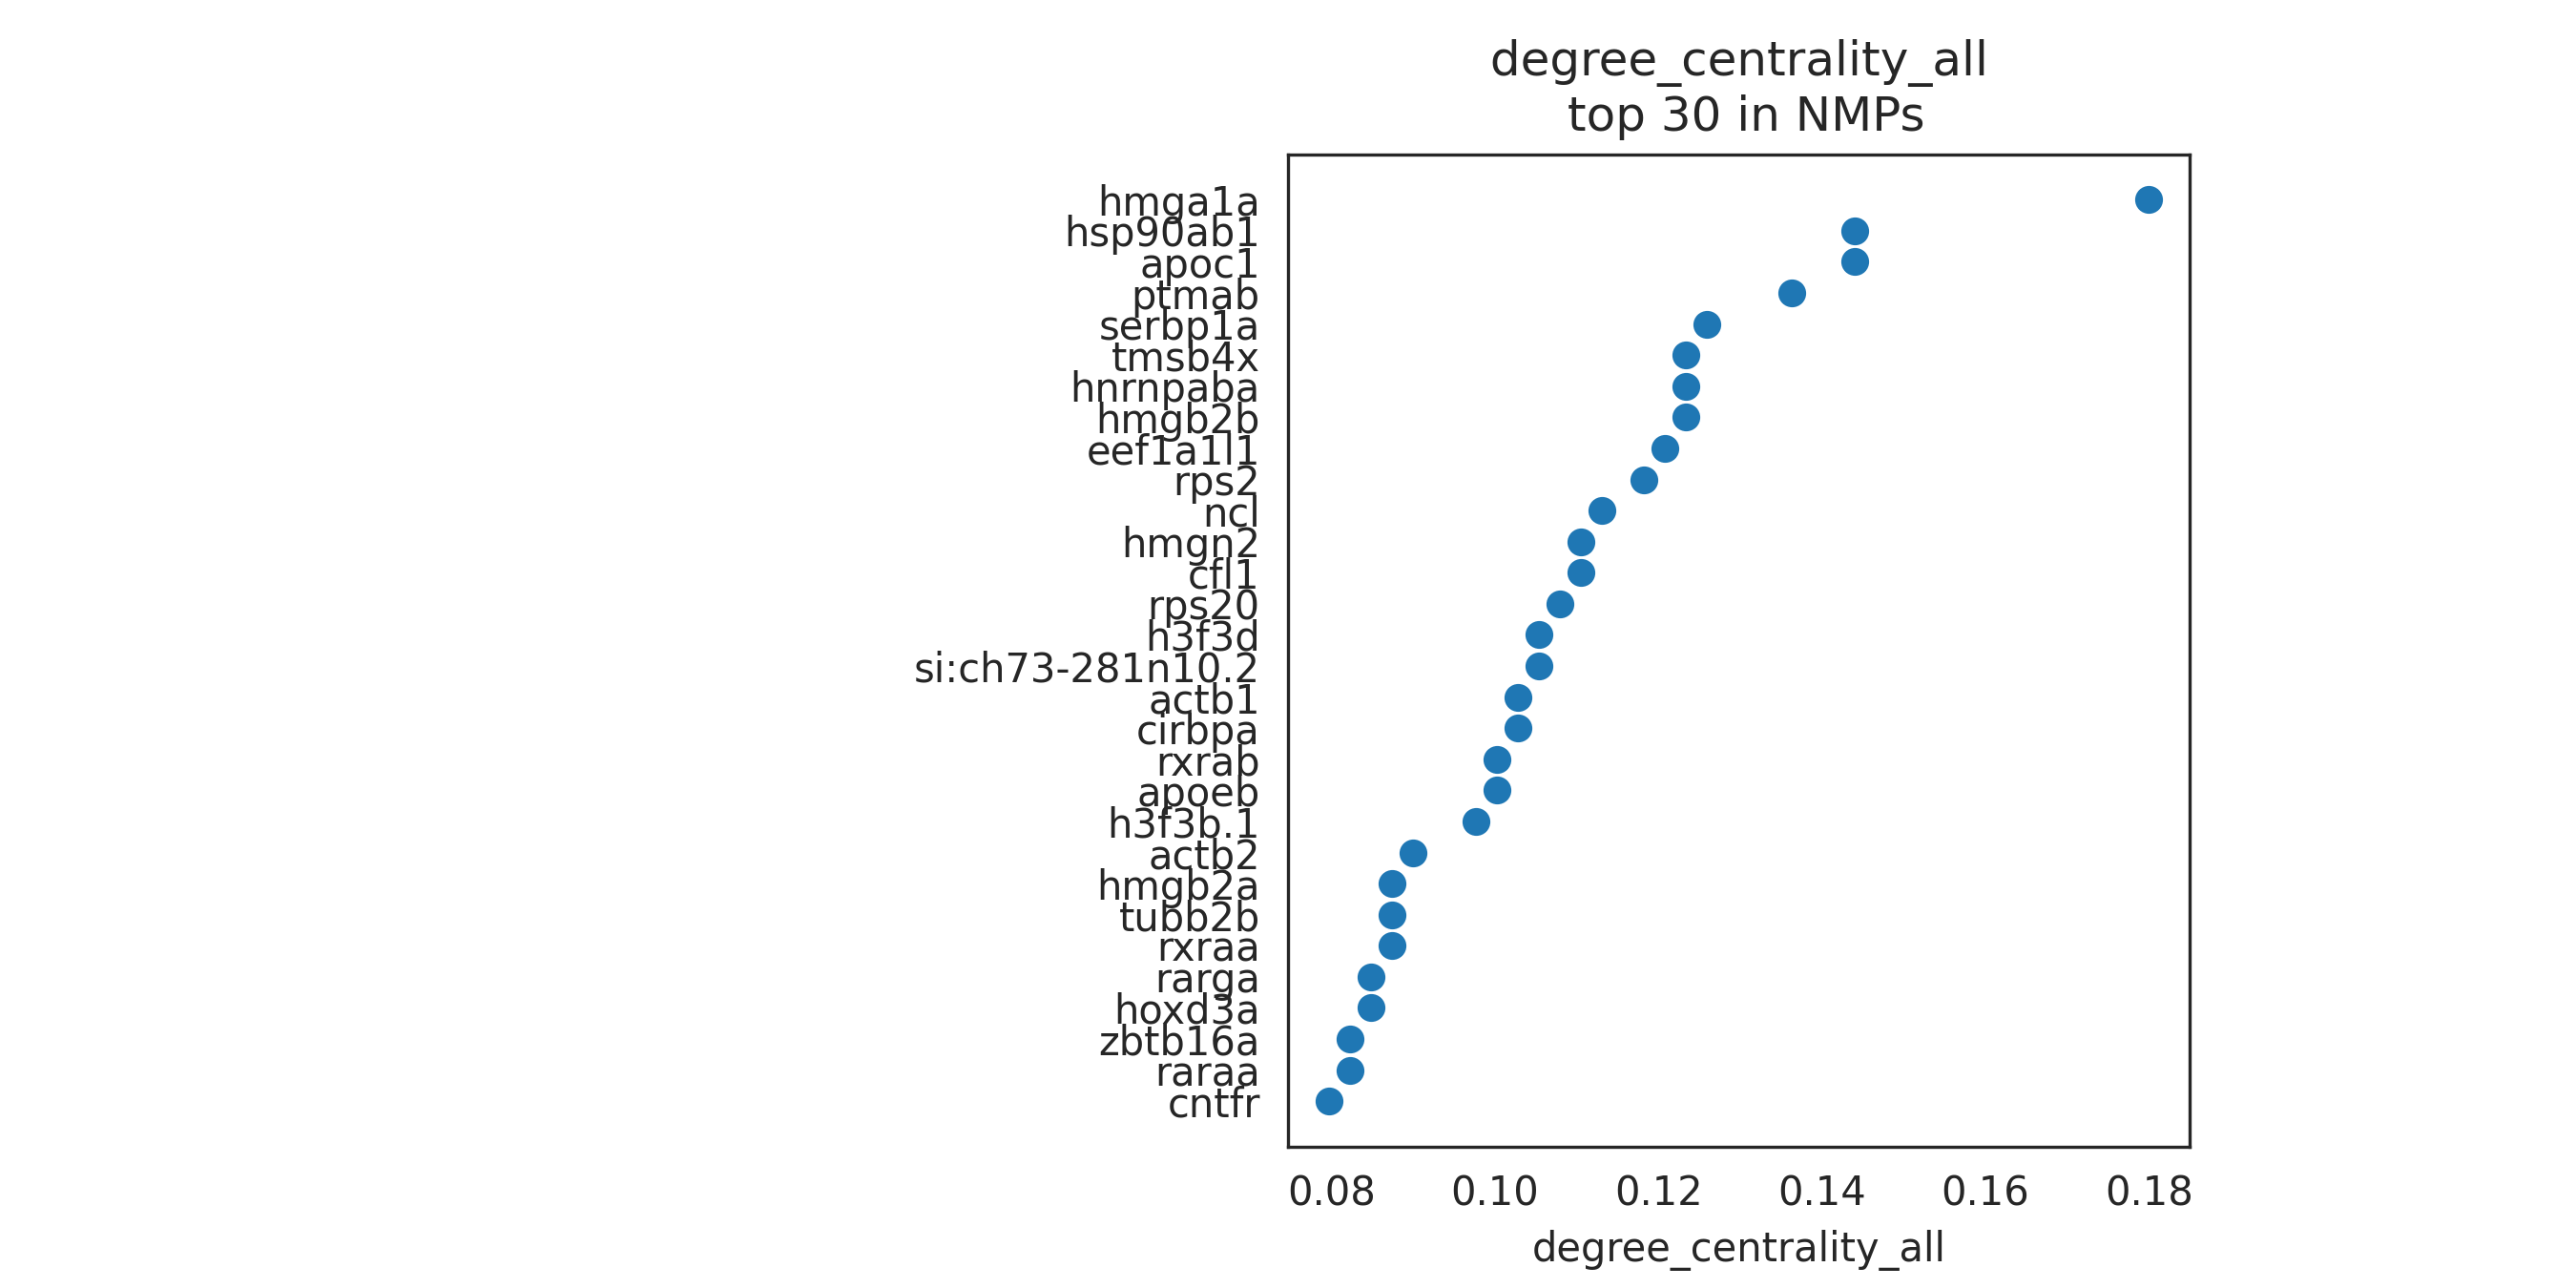 degree_centrality_all
top 30 in NMPs
hmga1a
hsp90ab1
apoc1
ptmab
serbp1a
tmsb4x
hnrnpaba
hmgb2b
eef1a1l1
rps2
ncl
hmgn2
cfl1
rps20
h3f3d
si:ch73-281n10.2
actb1
cirbpa
rxrab
apoeb
h3f3b.1
actb2
hmgb2a
tubb2b
rxraa
rarga
hoxd3a
zbtb16a
raraa
cntfr
0.08 0.10 0.12 0.14 0.16 0.18
degree_centrality_all